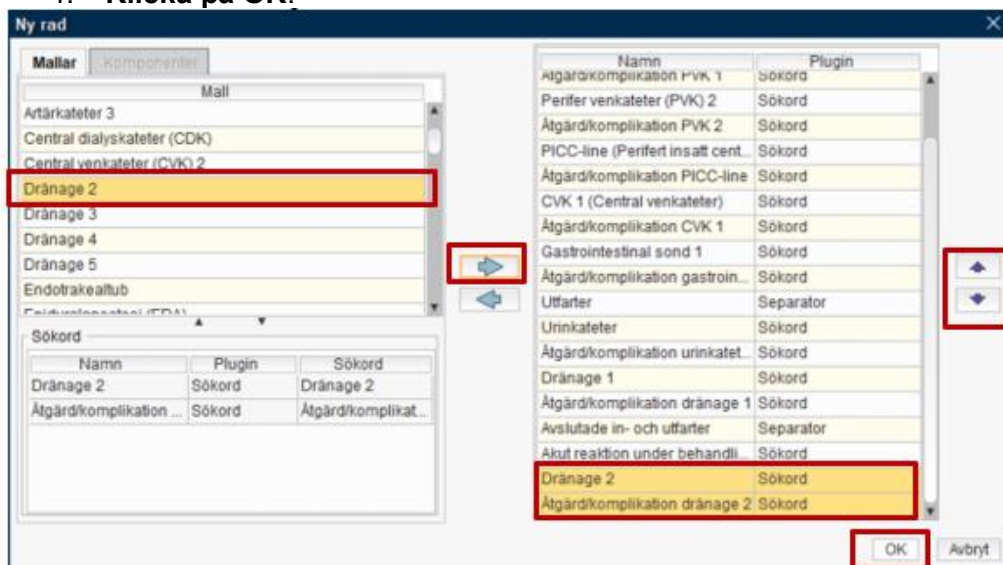 Klicka på OK.
Ny rad
Mallar Komponenter
Mall
Artärkateter 3
Central dialyskateter (CDK)
Central venkateter (CVK) 2
Dränage 2
Dränage 3
Dränage 4
Dränage 5
Endotrakealtub
Sökord
Namn Plugin Sökord
Dränage 2 Sökord Dränage 2
Åtgärd/komplikation ... Sökord Åtgärd/komplikat...
Namn Plugin
Åtgärd/komplikation PVK 1 Sökord
Perifer venkateter (PVK) 2 Sökord
Åtgärd/komplikation PVK 2 Sökord
PICC-line (Perifert insatt cent... Sökord
Åtgärd/komplikation PICC-line Sökord
CVK 1 (Central venkateter) Sökord
Åtgärd/komplikation CVK 1 Sökord
Gastrointestinal sond 1 Sökord
Åtgärd/komplikation gastroin... Sökord
Utfarter Separator
Urinkateter Sökord
Åtgärd/komplikation urinkatet... Sökord
Dränage 1 Sökord
Åtgärd/komplikation dränage 1 Sökord
Avslutade in- och utfarter Separator
Akut reaktion under behandli... Sökord
Dränage 2 Sökord
Åtgärd/komplikation dränage 2 Sökord
OK Avbryt